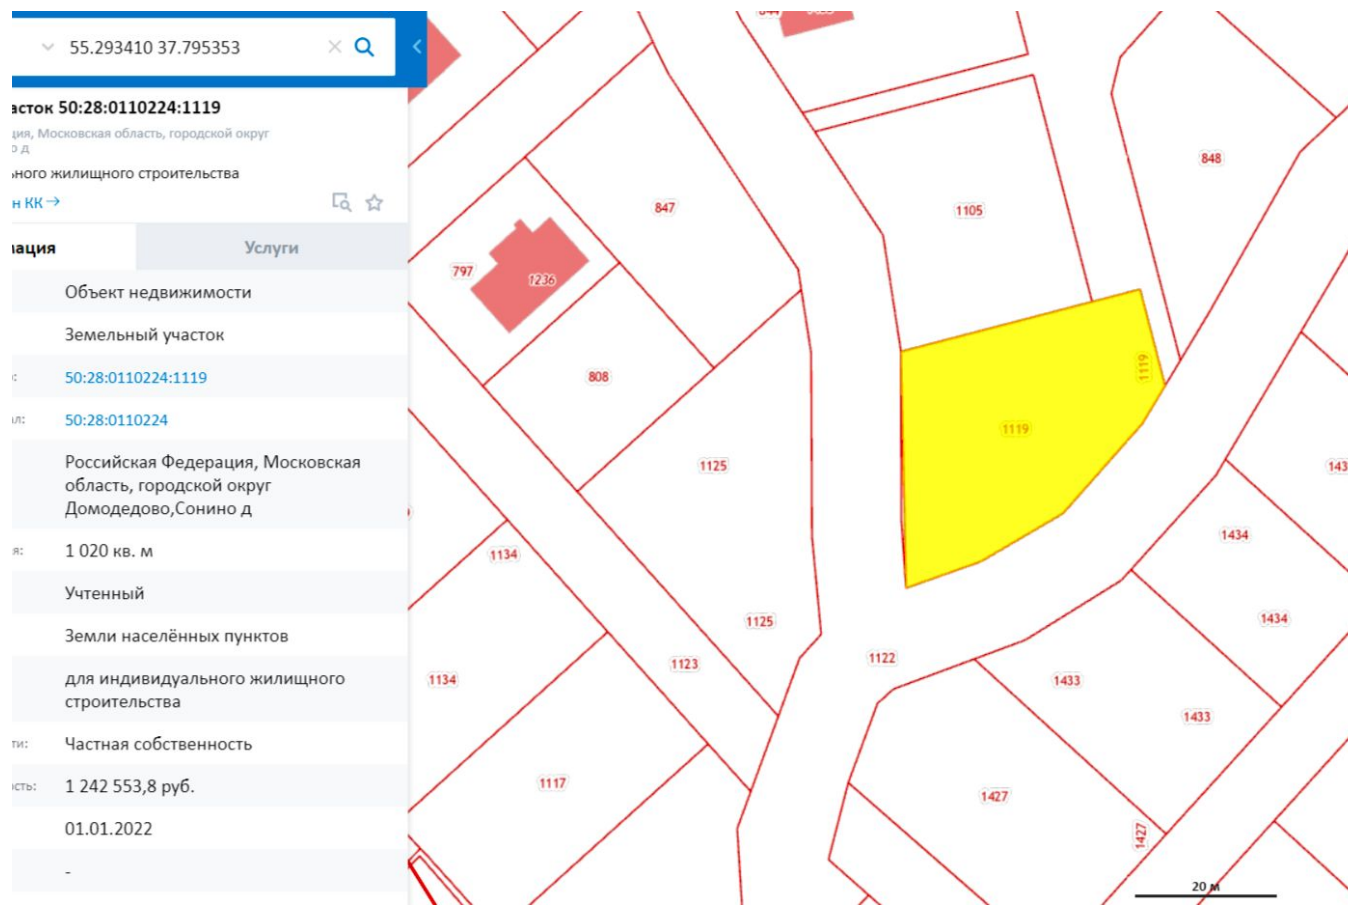 55.293410 37.795353
асток 50:28:0110224:1119
ция, Московская область, городской округ
о д
ного жилищного строительства
н КК →
мация
Услуги
Объект недвижимости
Земельный участок
50:28:0110224:1119
ал:
50:28:0110224
Российская Федерация, Московская
область, городской округ
Домодедово,Сонино д
я:
1 020 кв. м
Учтенный
Земли населённых пунктов
для индивидуального жилищного
строительства
ти:
Частная собственность
сть:
1 242 553,8 руб.
01.01.2022
-
848
847
1105
797
1236
1119
808
1119
1125
143
1134
1434
1125
1434
1123
1122
1134
1433
1433
1117
1427
1427
20 м